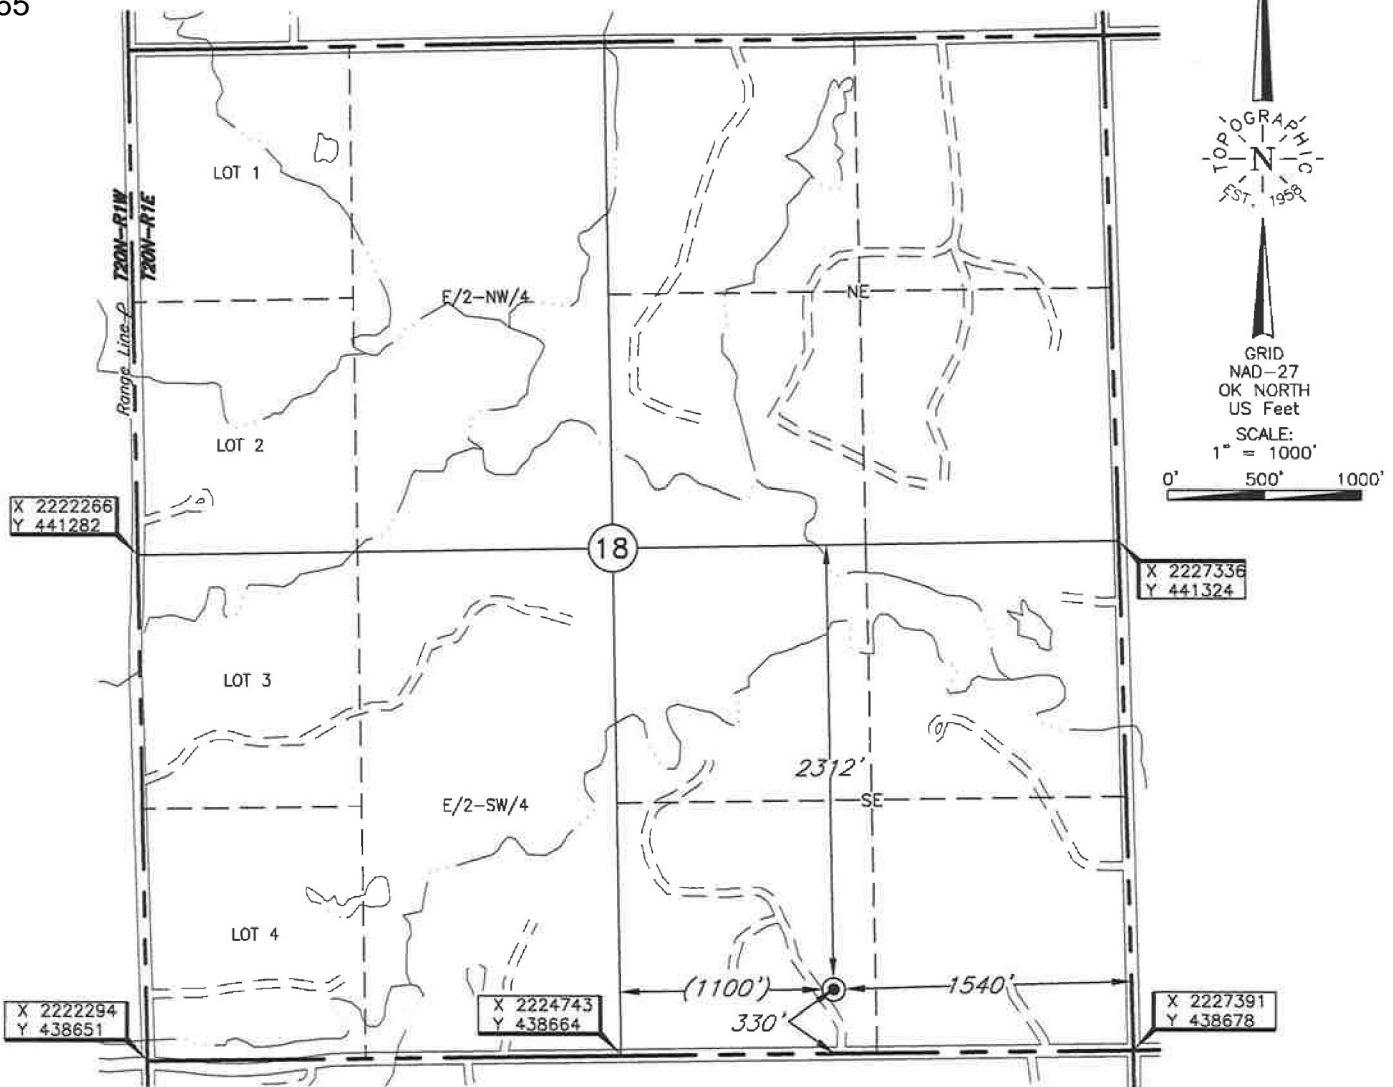 55
TOPOGRAPHIC
N
EST. 1958
LOT 1
T20N-R1W
T20N-R1E
E/2-NW/4
NE
Range Line
GRID
NAD-27
OK NORTH
US Feet
SCALE:
1" = 1000'
0' 500' 1000'
LOT 2
X 2222266
Y 441282
18
X 2227336
Y 441324
LOT 3
2312'
E/2-SW/4
SE
LOT 4
(1100')
1540'
330'
X 2222294
Y 438651
X 2224743
Y 438664
X 2227391
Y 438678